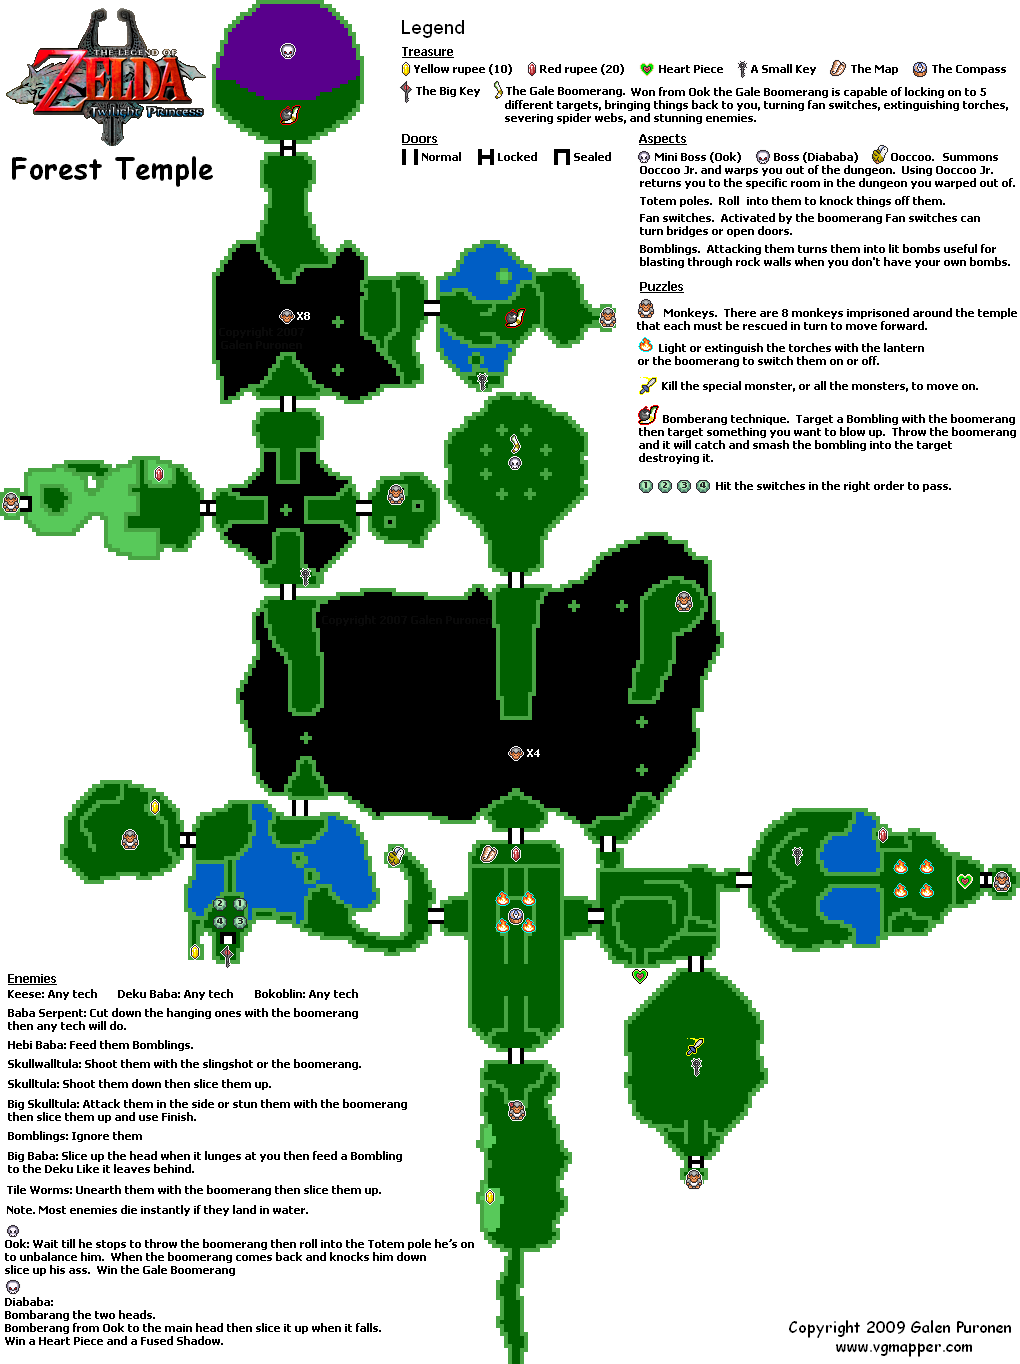 THE LEGEND OF
ZELDA
Twilight Princess
Forest Temple
Legend
Treasure
Yellow rupee (10) Red rupee (20) Heart Piece A Small Key The Map The Compass
The Big Key The Gale Boomerang. Won from Ook the Gale Boomerang is capable of locking on to 5
different targets, bringing things back to you, turning fan switches, extinguishing torches,
severing spider webs, and stunning enemies.
Doors
Normal Locked Sealed
Aspects
Mini Boss (Ook) Boss (Diababa) Ooccoo. Summons
Ooccoo Jr. and warps you out of the dungeon. Using Ooccoo Jr.
returns you to the specific room in the dungeon you warped out of.
Totem poles. Roll into them to knock things off them.
Fan switches. Activated by the boomerang Fan switches can
turn bridges or open doors.
Bomblings. Attacking them turns them into lit bombs useful for
blasting through rock walls when you don't have your own bombs.
Puzzles
Monkeys. There are 8 monkeys imprisoned around the temple
that each must be rescued in turn to move forward.
Light or extinguish the torches with the lantern
or the boomerang to switch them on or off.
Kill the special monster, or all the monsters, to move on.
Bomberang technique. Target a Bombling with the boomerang
then target something you want to blow up. Throw the boomerang
and it will catch and smash the bombling into the target
destroying it.
1 2 3 4 Hit the switches in the right order to pass.
X8
Copyright 2007
Galen Puronen
Copyright 2007 Galen Puronen
X4
2 1
4 3
Enemies
Keese: Any tech Deku Baba: Any tech Bokoblin: Any tech
Baba Serpent: Cut down the hanging ones with the boomerang
then any tech will do.
Hebi Baba: Feed them Bomblings.
Skullwalltula: Shoot them with the slingshot or the boomerang.
Skulltula: Shoot them down then slice them up.
Big Skulltula: Attack them in the side or stun them with the boomerang
then slice them up and use Finish.
Bomblings: Ignore them
Big Baba: Slice up the head when it lunges at you then feed a Bombling
to the Deku Like it leaves behind.
Tile Worms: Unearth them with the boomerang then slice them up.
Note. Most enemies die instantly if they land in water.
Ook: Wait till he stops to throw the boomerang then roll into the Totem pole he's on
to unbalance him. When the boomerang comes back and knocks him down
slice up his ass. Win the Gale Boomerang
Diababa:
Bombarang the two heads.
Bomberang from Ook to the main head then slice it up when it falls.
Win a Heart Piece and a Fused Shadow.
Copyright 2009 Galen Puronen
www.vgmapper.com